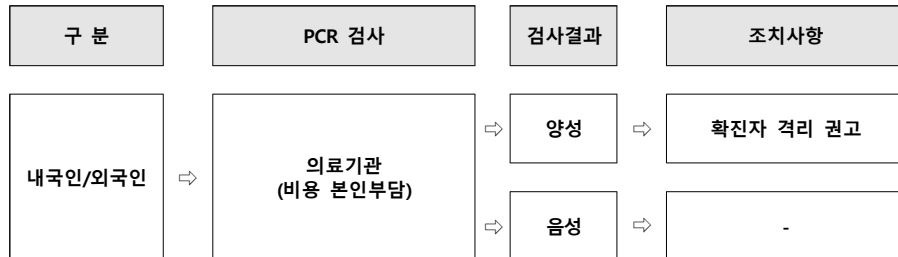 구 분
PCR 검사
검사결과
조치사항
내국인/외국인
⇨
의료기관
(비용 본인부담)
⇨
양성
⇨
확진자 격리 권고
⇨
음성
⇨
-